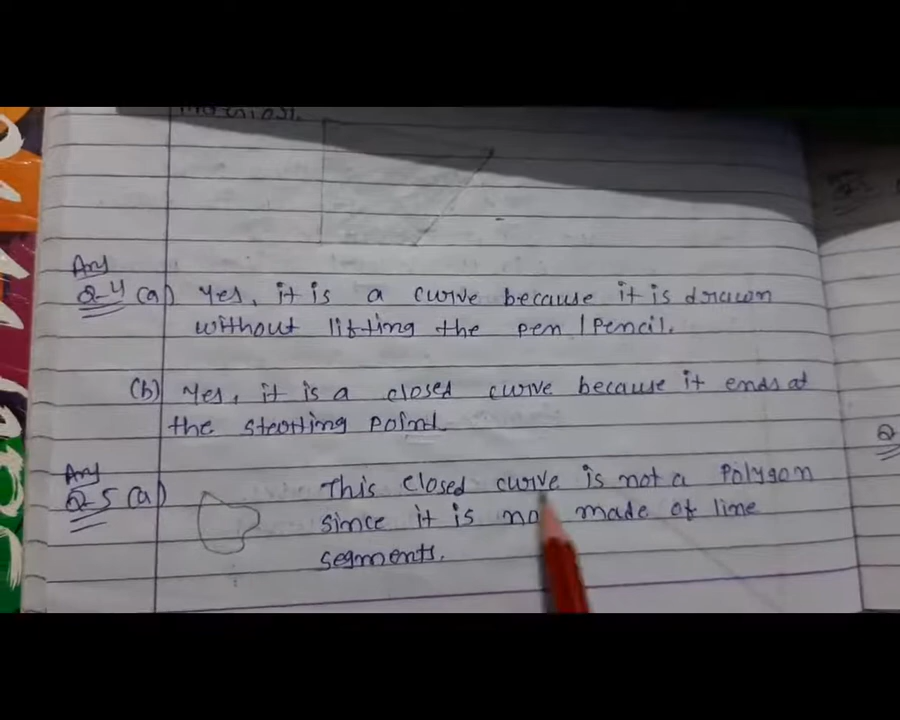 Ans
Q-4 (a) Yes, it is a curve because it is drawn
without lifting the pen / Pencil.
(b) Yes, it is a closed curve because it ends at
the starting point
Ans
Q-5 (a) This closed curve is not a Polygon
since it is no made of line
segments.
Q